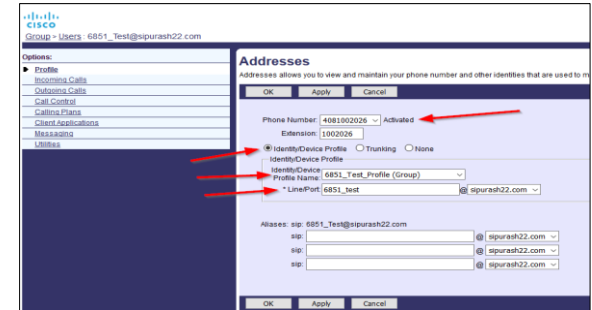 cisco
Group > Users : 6851_Test@sipurash22.com
Options:
Profile
Incoming Calls
Outgoing Calls
Call Control
Calling Plans
Client Applications
Messaging
Utilities
Addresses
Addresses allows you to view and maintain your phone number and other identities that are used to m
OK Apply Cancel
Phone Number: 4081002026 Activated
Extension: 1002026
Identity/Device Profile Trunking None
Identity/Device Profile
Identity/Device Profile Name: 6851_Test_Profile (Group)
* Line/Port: 6851_test @ sipurash22.com
Aliases: sip: 6851_Test@sipurash22.com
sip: @ sipurash22.com
sip: @ sipurash22.com
sip: @ sipurash22.com
OK Apply Cancel